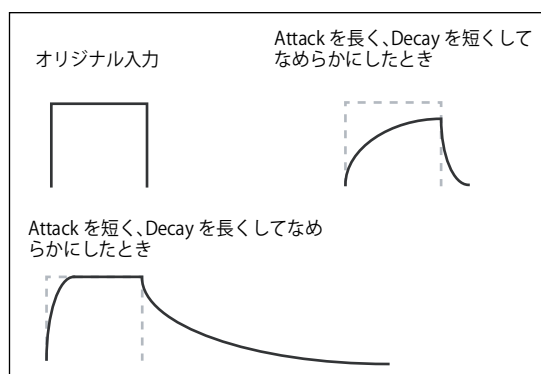 オリジナル入力
Attack を長く、Decay を短くして
なめらかにしたとき
Attack を短く、Decay を長くしてなめ
らかにしたとき